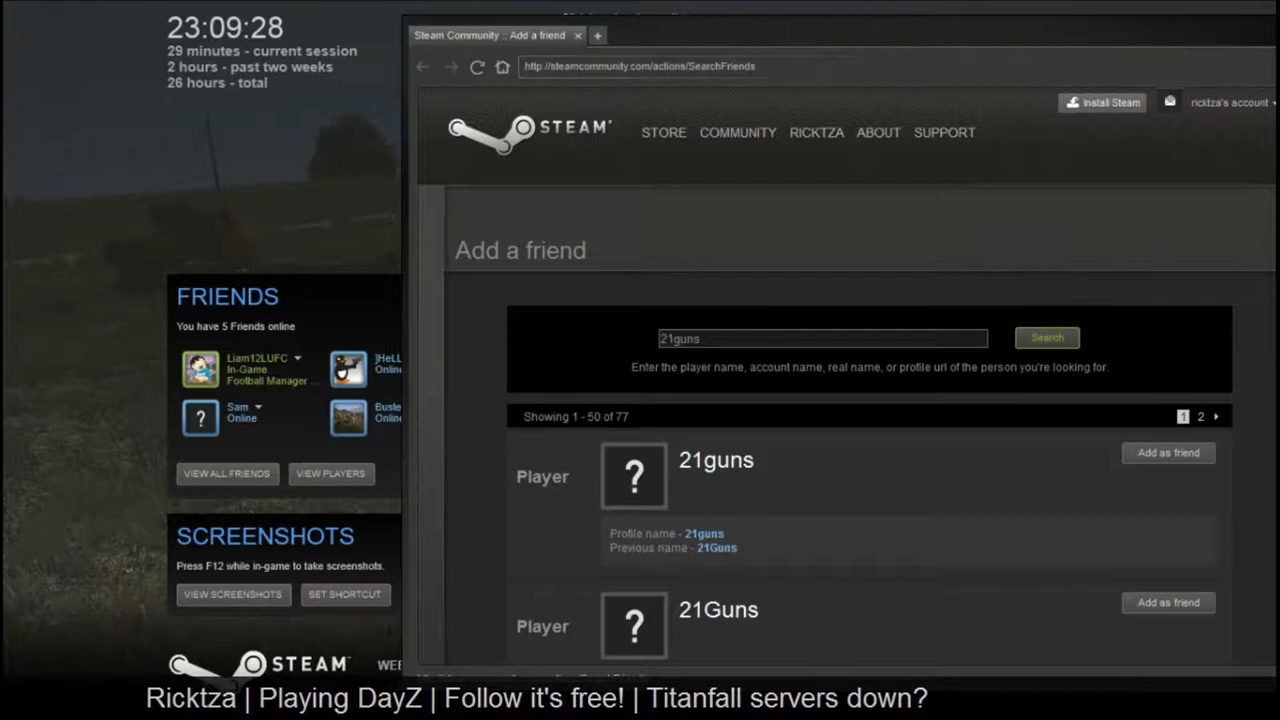 23:09:28
29 minutes - current session
2 hours - past two weeks
26 hours - total
Steam Community :: Add a friend
http://steamcommunity.com/actions/SearchFriends
Install Steam
ricktza's account
STEAM
STORE COMMUNITY RICKTZA ABOUT SUPPORT
Add a friend
21guns
Search
Enter the player name, account name, real name, or profile url of the person you're looking for.
Showing 1 - 50 of 77
1 2
Player
21guns
Add as friend
Profile name - 21guns
Previous name - 21Guns
Player
21Guns
Add as friend
FRIENDS
You have 5 Friends online
Liam12LUFC
In-Game
Football Manager ...
]HeLL
Online
Sam
Online
Buste
Online
VIEW ALL FRIENDS
VIEW PLAYERS
SCREENSHOTS
Press F12 while in-game to take screenshots.
VIEW SCREENSHOTS
SET SHORTCUT
STEAM
Ricktza | Playing DayZ | Follow it's free! | Titanfall servers down?